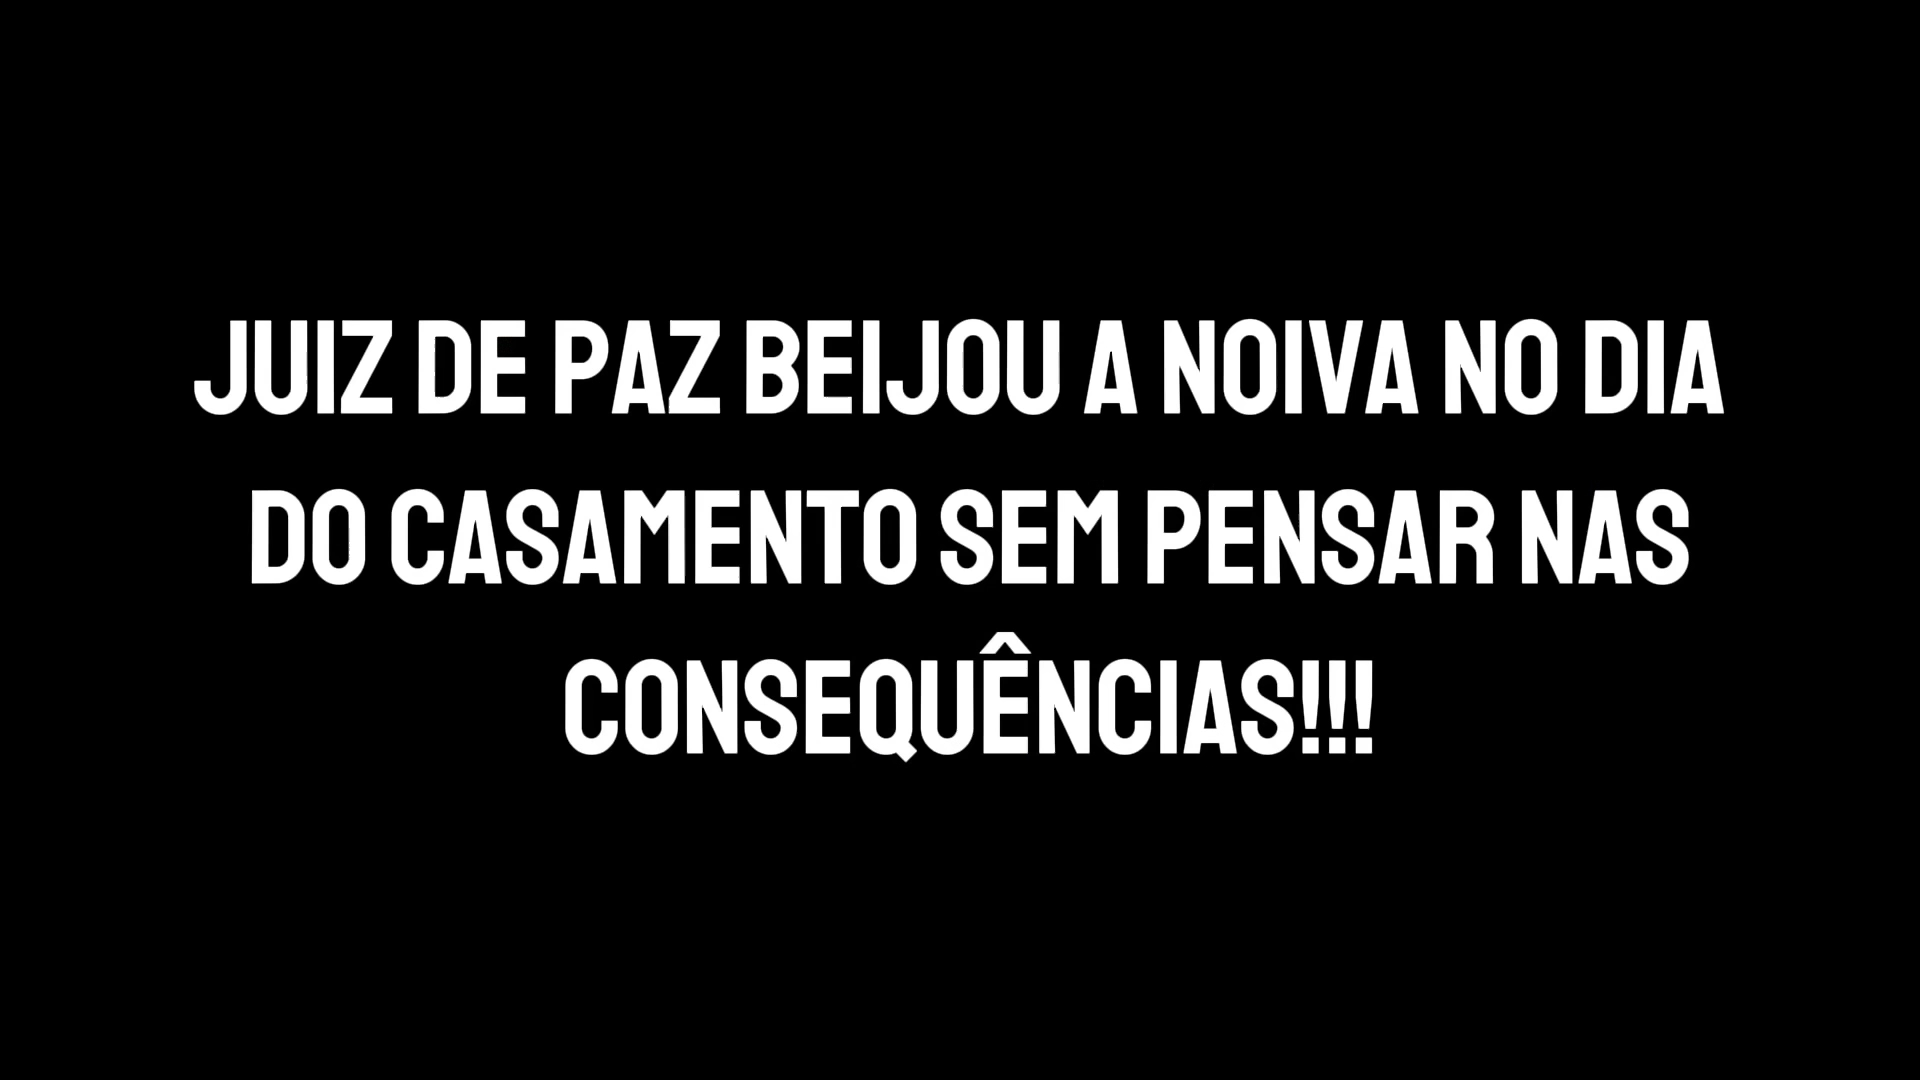 JUIZ DE PAZ BEIJOU A NOIVA NO DIA
DO CASAMENTO SEM PENSAR NAS
CONSEQUÊNCIAS!!!